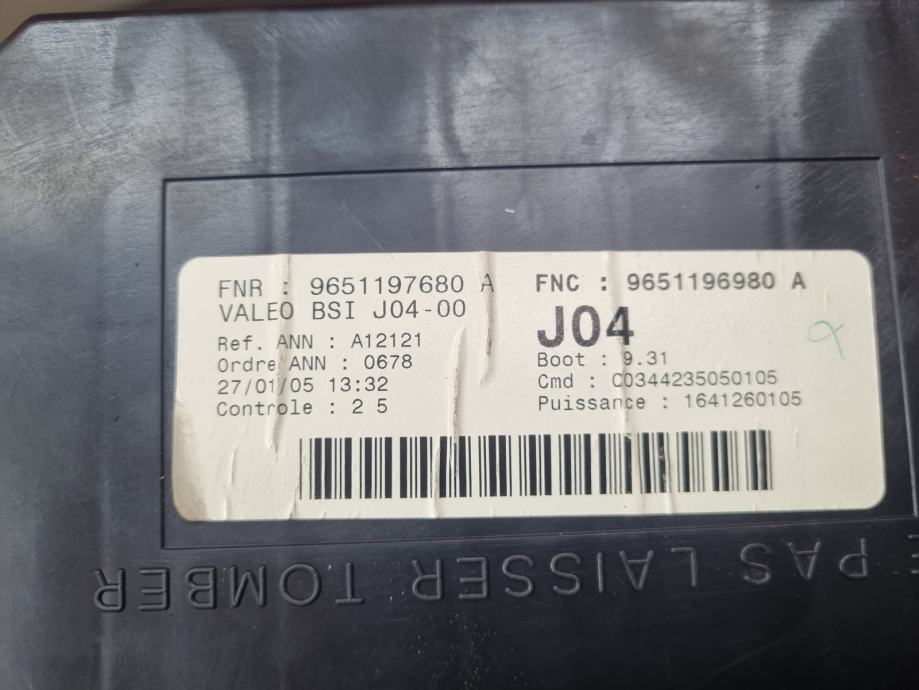 FNR : 9651197680 A
VALEO BSI J04-00
Ref. ANN : A12121
Ordre ANN : 0678
27/01/05 13:32
Controle : 2 5
FNC : 9651196980 A
J04
Boot : 9.31
Cmd : C0344235050105
Puissance : 1641260105
E PAS LAISSER TOMBER